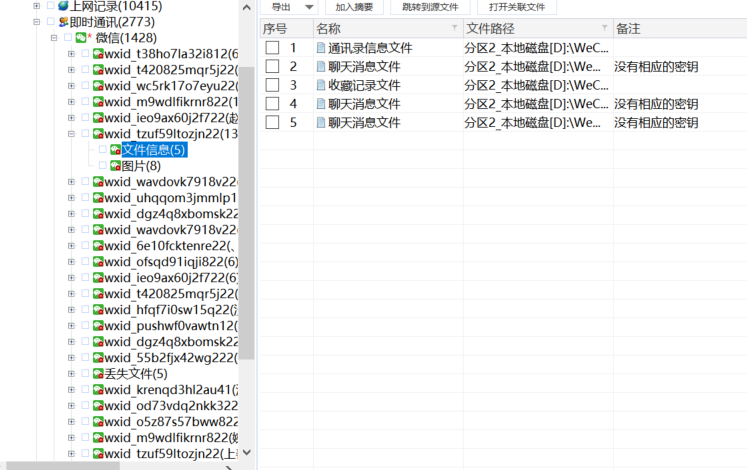 上网记录(10415)
即时通讯(2773)
微信(1428)
wxid_t38ho7la32i812(6
wxid_t420825mqr5j22(
wxid_wc5rk17o7eyu22(
wxid_m9wdlfikrnr822(1
wxid_ieo9ax60j2f722(赵
wxid_tzuf59ltozjn22(13
文件信息(5)
图片(8)
wxid_wavdovk7918v22
wxid_uhqqom3jmmlp1
wxid_dgz4q8xbomsk22
wxid_wavdovk7918v22(
wxid_6e10fcktenre22(、
wxid_ofsqd91iqji822(6)
wxid_ieo9ax60j2f722(6)
wxid_t420825mqr5j22(
wxid_hfqf7i0sw15q22(
wxid_pushwf0vawtn12(
wxid_dgz4q8xbomsk22
wxid_55b2fjx42wg222(
丢失文件(5)
wxid_krenqd3hl2au41(
wxid_od73vdq2nkk322
wxid_o5z87s57bww822
wxid_m9wdlfikrnr822(
wxid_tzuf59ltozjn22(上
导出 加入摘要 跳转到源文件 打开关联文件
序号 名称 文件路径 备注
1 通讯录信息文件 分区2_本地磁盘[D]:\WeC...
2 聊天消息文件 分区2_本地磁盘[D]:\We... 没有相应的密钥
3 收藏记录文件 分区2_本地磁盘[D]:\WeC...
4 聊天消息文件 分区2_本地磁盘[D]:\We... 没有相应的密钥
5 聊天消息文件 分区2_本地磁盘[D]:\We... 没有相应的密钥